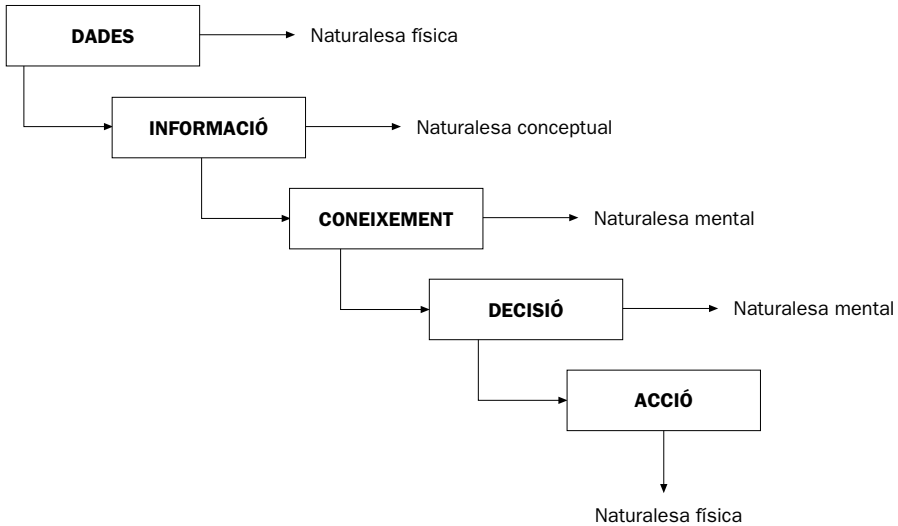 DADES
Naturalesa física
INFORMACIÓ
Naturalesa conceptual
CONEIXEMENT
Naturalesa mental
DECISIÓ
Naturalesa mental
ACCIÓ
Naturalesa física